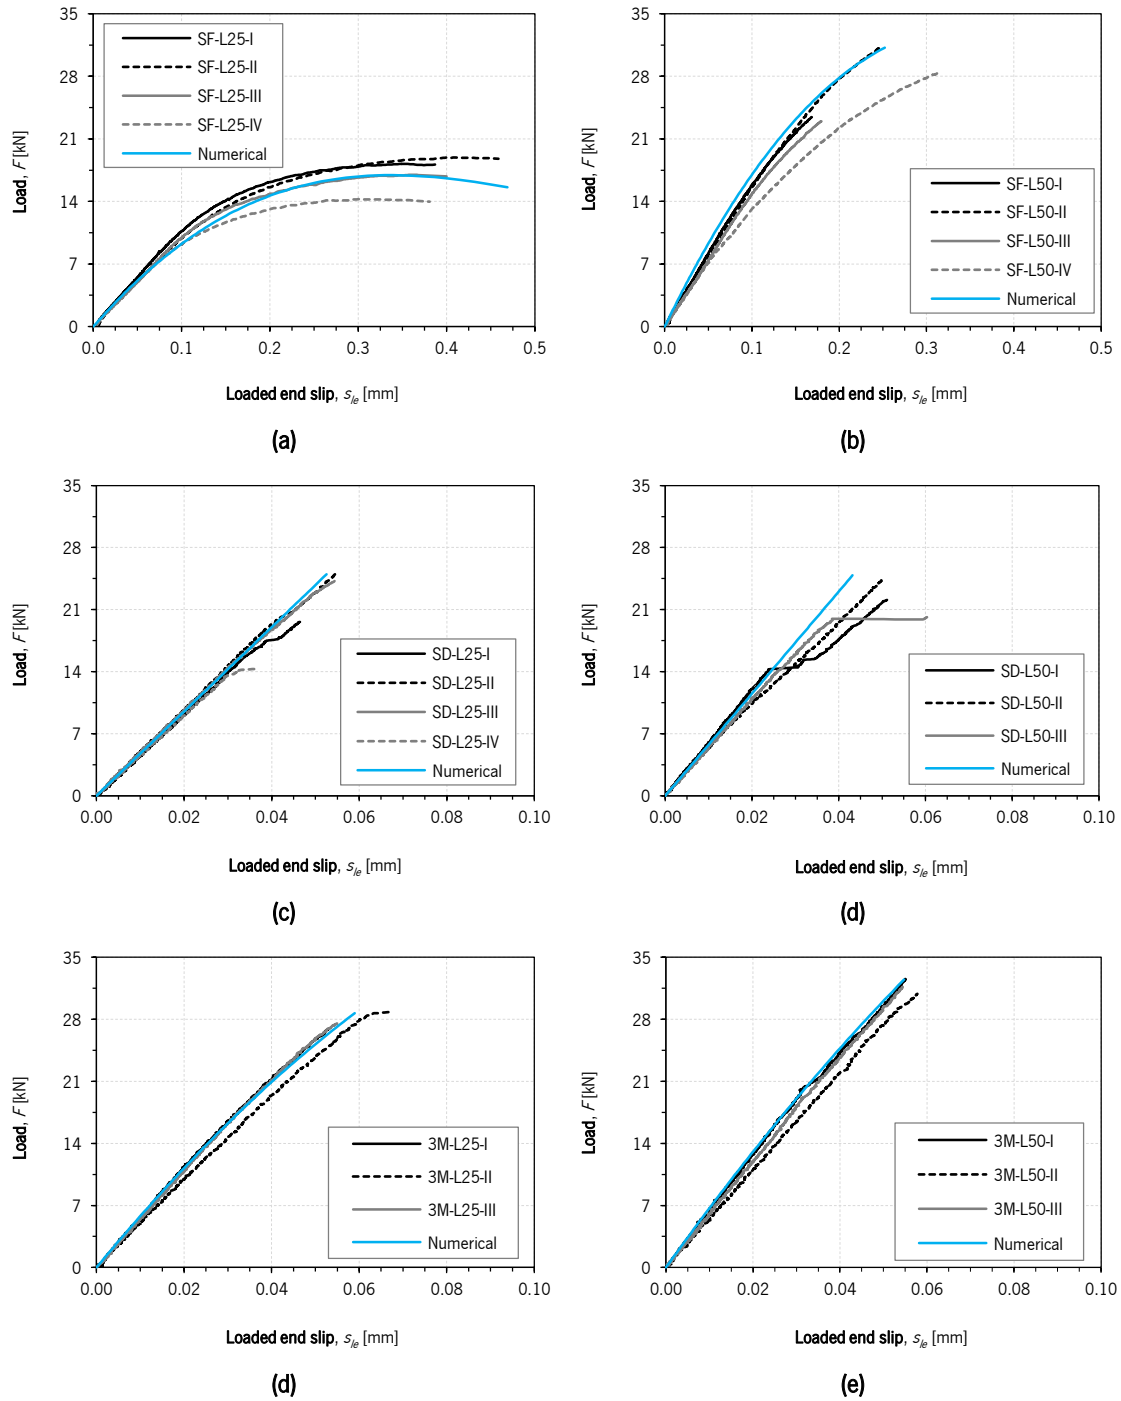 35
28
21
14
7
0
Load, F [kN]
SF-L25-I
SF-L25-II
SF-L25-III
SF-L25-IV
Numerical
0.0 0.1 0.2 0.3 0.4 0.5
Loaded end slip, sle [mm]
(a)
35
28
21
14
7
0
Load, F [kN]
SF-L50-I
SF-L50-II
SF-L50-III
SF-L50-IV
Numerical
0.0 0.1 0.2 0.3 0.4 0.5
Loaded end slip, sle [mm]
(b)
35
28
21
14
7
0
Load, F [kN]
SD-L25-I
SD-L25-II
SD-L25-III
SD-L25-IV
Numerical
0.00 0.02 0.04 0.06 0.08 0.10
Loaded end slip, sle [mm]
(c)
35
28
21
14
7
0
Load, F [kN]
SD-L50-I
SD-L50-II
SD-L50-III
Numerical
0.00 0.02 0.04 0.06 0.08 0.10
Loaded end slip, sle [mm]
(d)
35
28
21
14
7
0
Load, F [kN]
3M-L25-I
3M-L25-II
3M-L25-III
Numerical
0.00 0.02 0.04 0.06 0.08 0.10
Loaded end slip, sle [mm]
(d)
35
28
21
14
7
0
Load, F [kN]
3M-L50-I
3M-L50-II
3M-L50-III
Numerical
0.00 0.02 0.04 0.06 0.08 0.10
Loaded end slip, sle [mm]
(e)